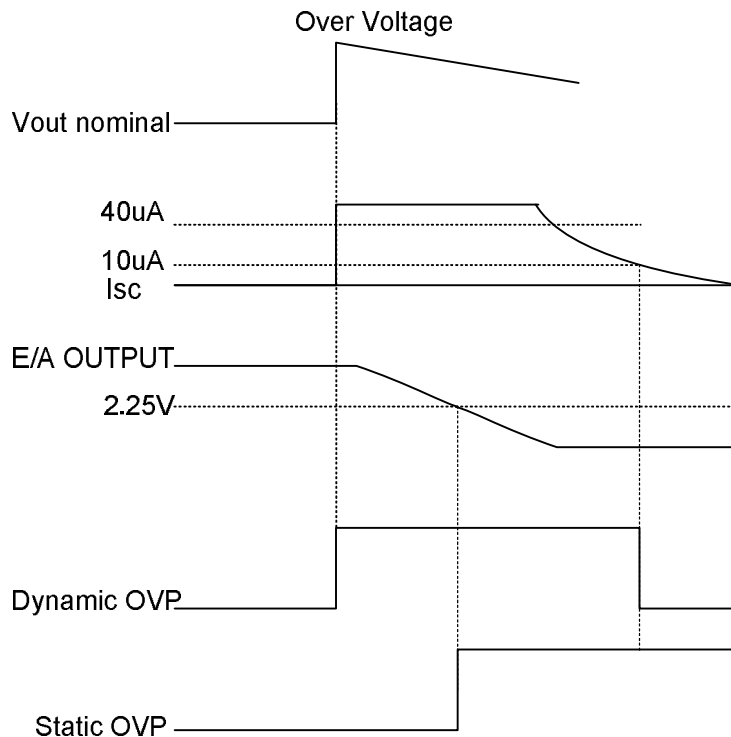 Over Voltage
Vout nominal
40uA
10uA
Isc
E/A OUTPUT
2.25V
Dynamic OVP
Static OVP